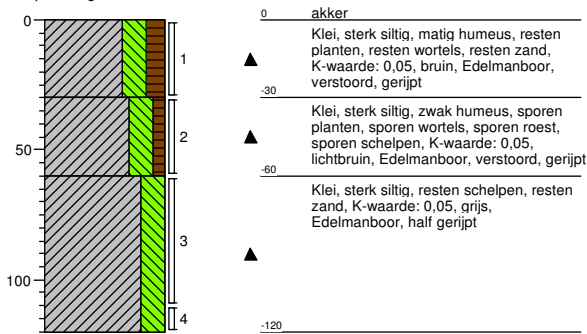 0 akker
0
Klei, sterk siltig, matig humeus, resten
planten, resten wortels, resten zand,
K-waarde: 0,05, bruin, Edelmanboor,
verstoord, gerijpt
1
-30
Klei, sterk siltig, zwak humeus, sporen
planten, sporen wortels, sporen roest,
sporen schelpen, K-waarde: 0,05,
lichtbruin, Edelmanboor, verstoord, gerijpt
2
50
-60
Klei, sterk siltig, resten schelpen, resten
zand, K-waarde: 0,05, grijs,
Edelmanboor, half gerijpt
3
100
4
-120